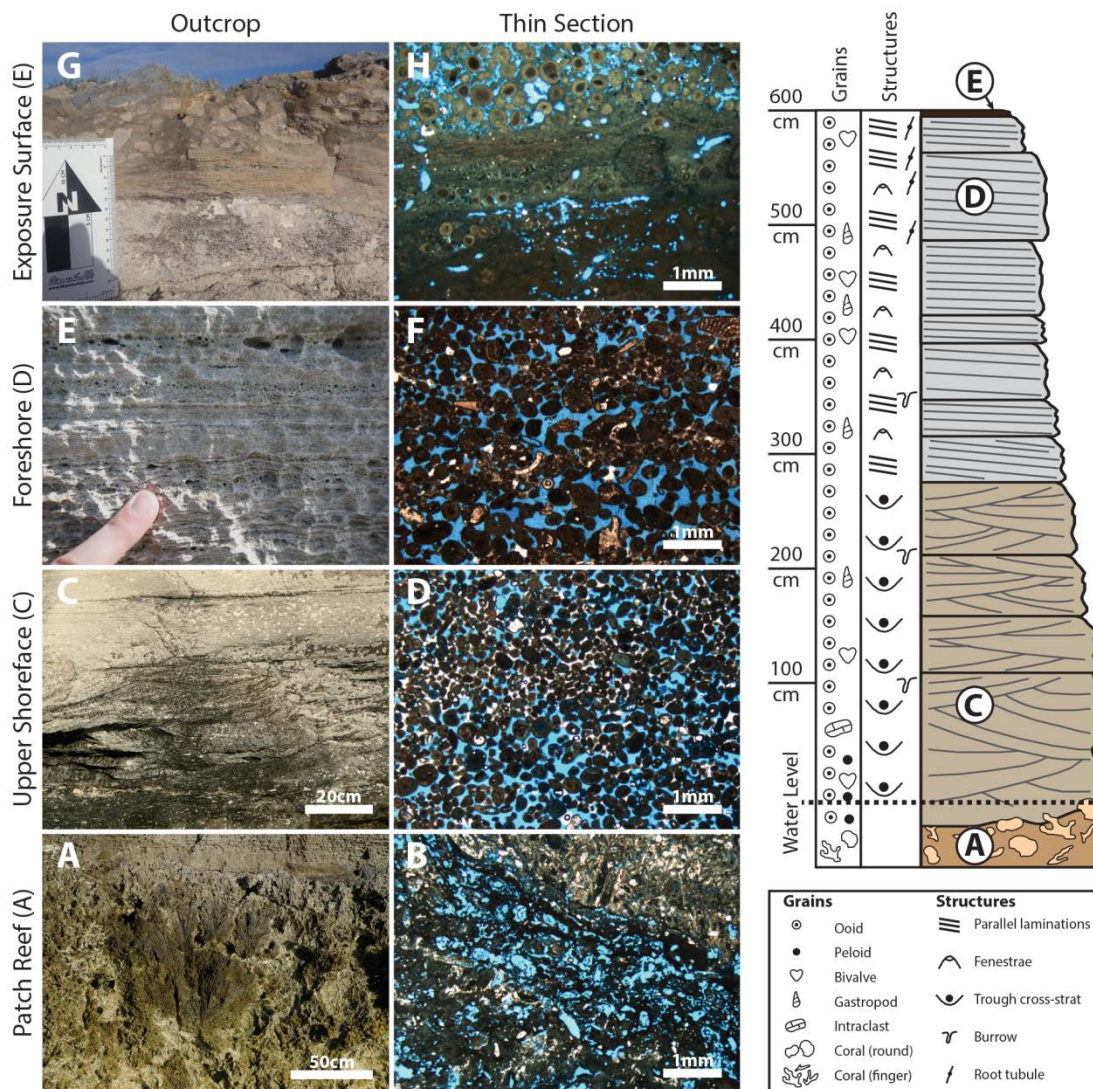 Outcrop
Thin Section
Exposure Surface (E)
G
N
H
1mm
Foreshore (D)
E
F
1mm
Upper Shoreface (C)
C
20cm
D
1mm
Patch Reef (A)
A
50cm
B
1mm
Grains
Structures
E
600
cm
D
500
cm
400
cm
300
cm
200
cm
100
cm
C
Water Level
A
Grains
Ooid
Peloid
Bivalve
Gastropod
Intraclast
Coral (round)
Coral (finger)
Structures
Parallel laminations
Fenestrae
Trough cross-strat
Burrow
Root tubule